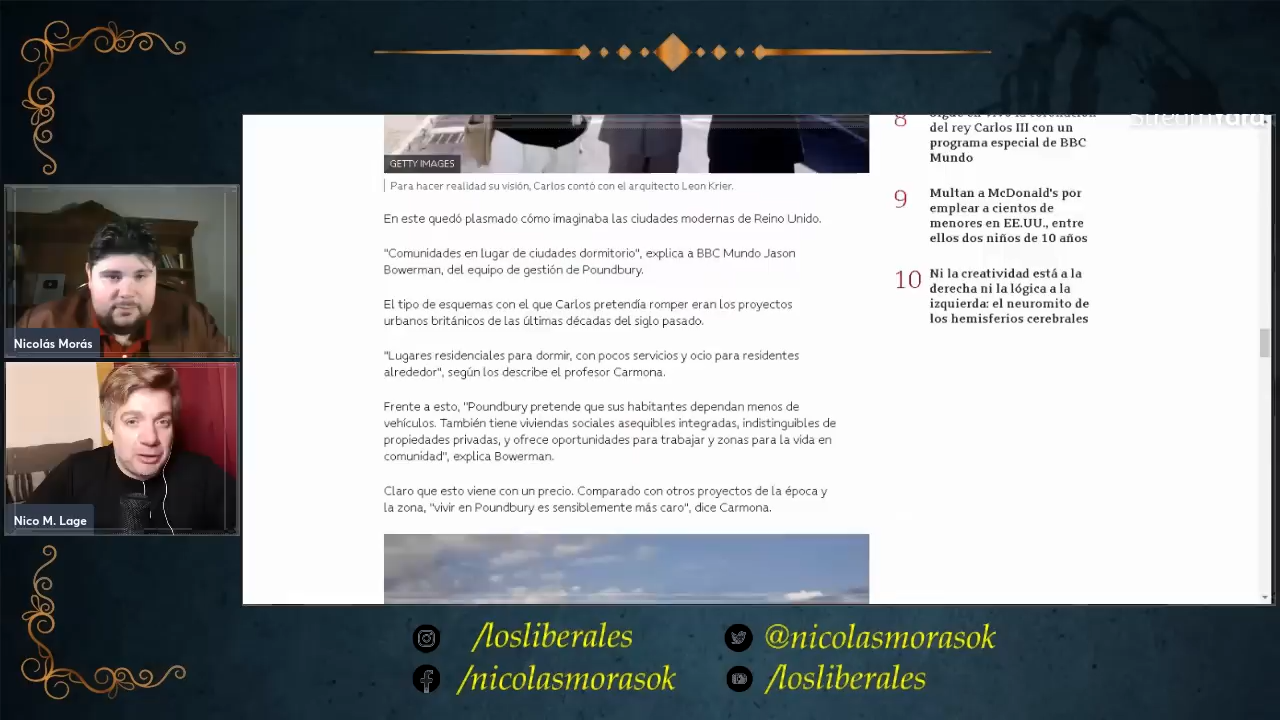 StreamYard
Nicolás Morás
Nico M. Lage
GETTY IMAGES
Para hacer realidad su visión, Carlos contó con el arquitecto Leon Krier.
En este quedó plasmado cómo imaginaba las ciudades modernas de Reino Unido.
"Comunidades en lugar de ciudades dormitorio", explica a BBC Mundo Jason
Bowerman, del equipo de gestión de Poundbury.
El tipo de esquemas con el que Carlos pretendía romper eran los proyectos
urbanos británicos de las últimas décadas del siglo pasado.
"Lugares residenciales para dormir, con pocos servicios y ocio para residentes
alrededor", según los describe el profesor Carmona.
Frente a esto, "Poundbury pretende que sus habitantes dependan menos de
vehículos. También tiene viviendas sociales asequibles integradas, indistinguibles de
propiedades privadas, y ofrece oportunidades para trabajar y zonas para la vida en
comunidad", explica Bowerman.
Claro que esto viene con un precio. Comparado con otros proyectos de la época y
la zona, "vivir en Poundbury es sensiblemente más caro", dice Carmona.
8
Sigue en vivo la coronación
del rey Carlos III con un
programa especial de BBC
Mundo
9
Multan a McDonald's por
emplear a cientos de
menores en EE.UU., entre
ellos dos niños de 10 años
10
Ni la creatividad está a la
derecha ni la lógica a la
izquierda: el neuromito de
los hemisferios cerebrales
/losliberales
@nicolasmorasok
/nicolasmorasok
/losliberales